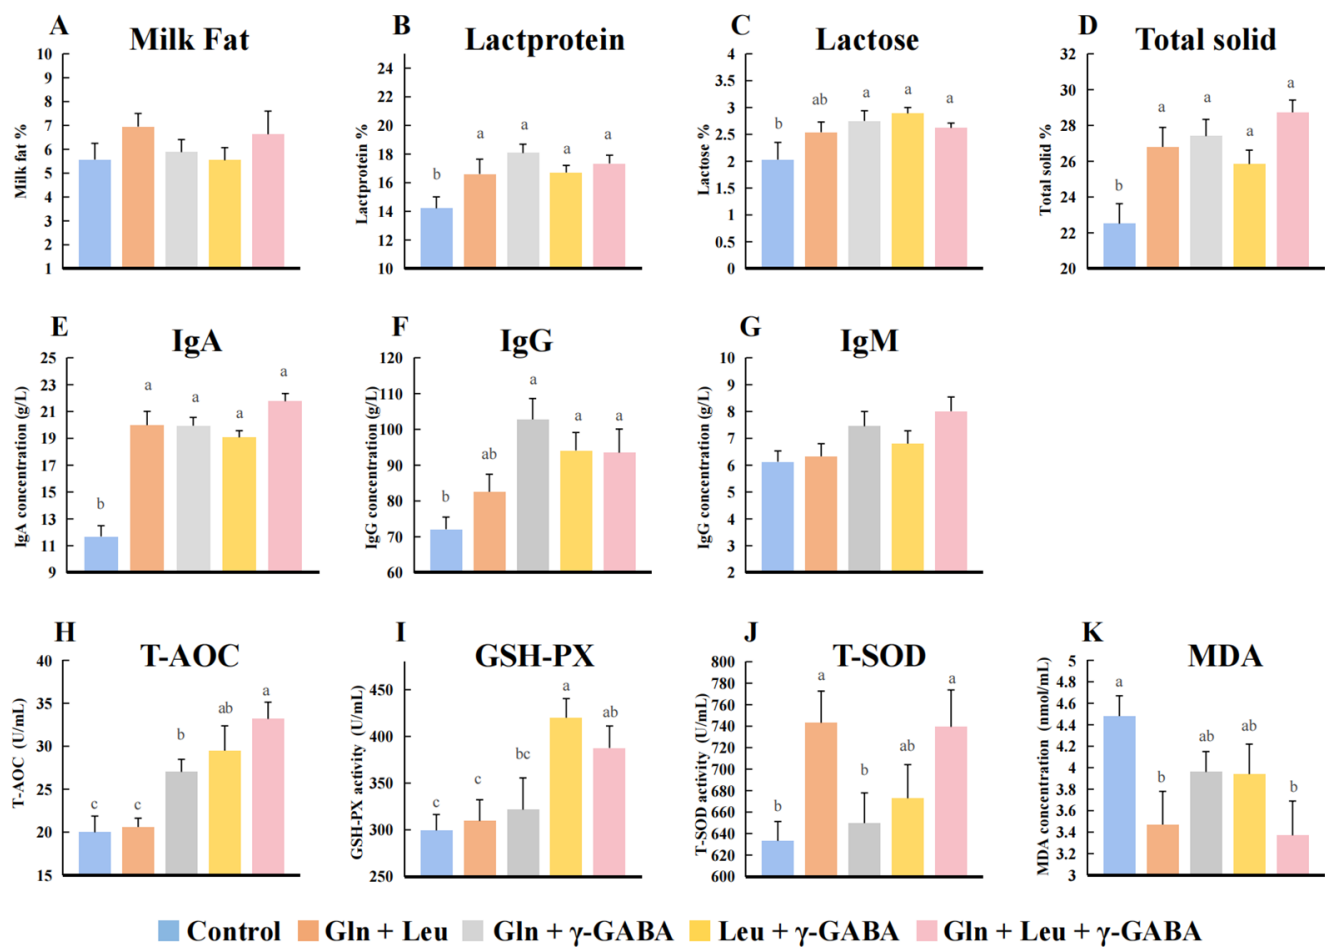 A
Milk Fat
Milk fat %
10
9
8
7
6
5
4
3
2
1
B
Lactprotein
Lactprotein %
24
22
20
18
16
14
12
10
b
a
a
a
a
C
Lactose
Lactose %
4
3.5
3
2.5
2
1.5
1
0.5
0
b
ab
a
a
a
D
Total solid
Total solid %
32
30
28
26
24
22
20
b
a
a
a
a
E
IgA
IgA concentration (g/L)
25
23
21
19
17
15
13
11
9
b
a
a
a
a
F
IgG
IgG concentration (g/L)
120
110
100
90
80
70
60
b
ab
a
a
a
G
IgM
IgG concentration (g/L)
10
9
8
7
6
5
4
3
2
H
T-AOC
T-AOC (U/mL)
40
35
30
25
20
15
c
c
b
ab
a
I
GSH-PX
GSH-PX activity (U/mL)
450
400
350
300
250
c
c
bc
a
ab
J
T-SOD
T-SOD activity (U/mL)
800
780
760
740
720
700
680
660
640
620
600
b
a
b
ab
a
K
MDA
MDA concentration (nmol/mL)
5
4.8
4.6
4.4
4.2
4
3.8
3.6
3.4
3.2
3
a
b
ab
ab
b
Control Gln + Leu Gln + γ-GABA Leu + γ-GABA Gln + Leu + γ-GABA